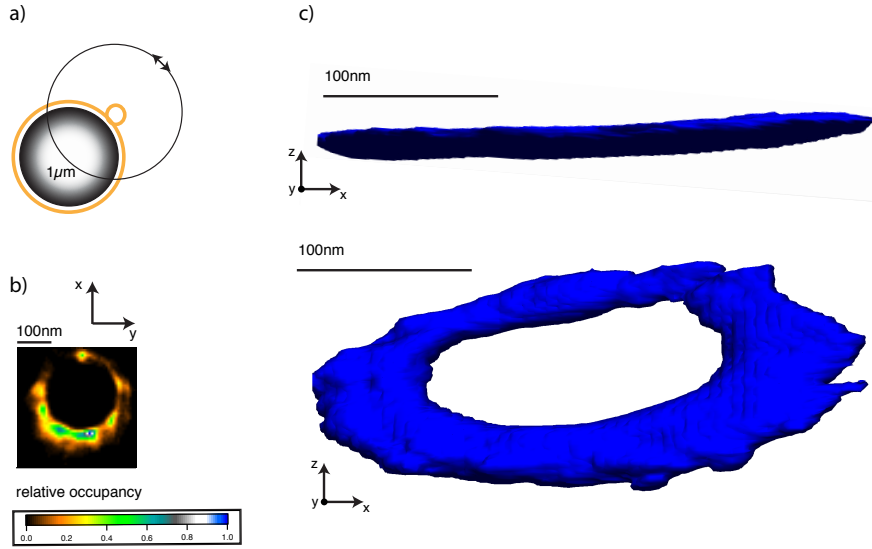 a)
1μm
b)
x
y
100nm
relative occupancy
0.0 0.2 0.4 0.6 0.8 1.0
c)
100nm
z
y
x
100nm
z
y
x